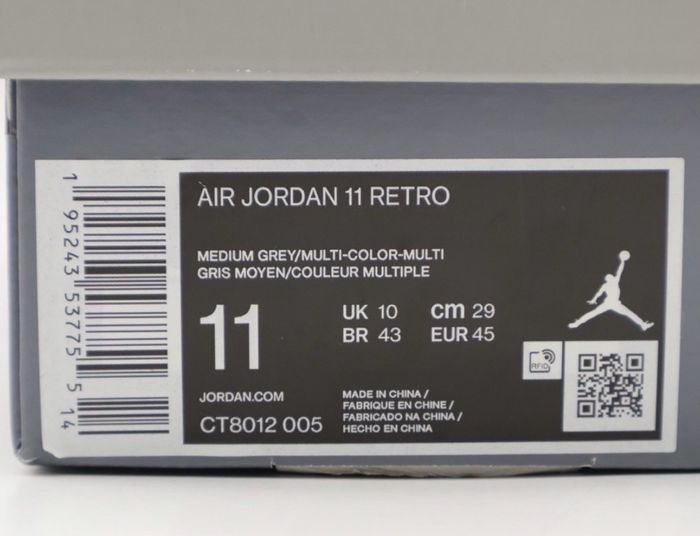 AIR JORDAN 11 RETRO
MEDIUM GREY/MULTI-COLOR-MULTI
GRIS MOYEN/COULEUR MULTIPLE
11
UK 10 cm 29
BR 43 EUR 45
JORDAN.COM
CT8012 005
MADE IN CHINA /
FABRIQUE EN CHINE /
FABRICADO NA CHINA /
HECHO EN CHINA
RFID
1 95243 53775 5 14